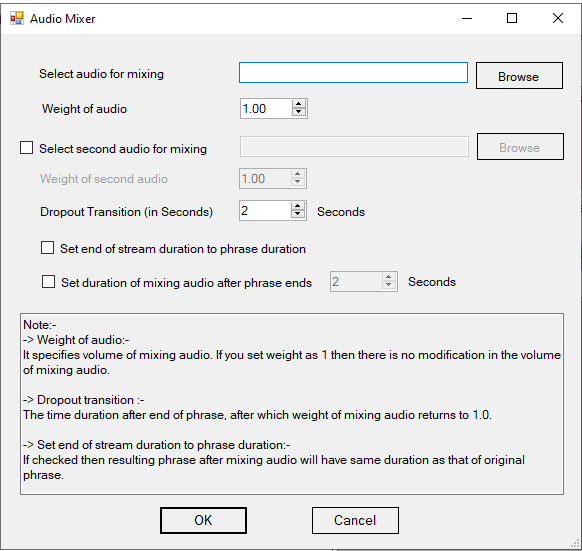 Audio Mixer
Select audio for mixing
Browse
Weight of audio
1.00
Select second audio for mixing
Browse
Weight of second audio
1.00
Dropout Transition (in Seconds)
2
Seconds
Set end of stream duration to phrase duration
Set duration of mixing audio after phrase ends
2
Seconds
Note:-
-> Weight of audio:-
It specifies volume of mixing audio. If you set weight as 1 then there is no modification in the volume
of mixing audio.
-> Dropout transition :-
The time duration after end of phrase, after which weight of mixing audio returns to 1.0.
-> Set end of stream duration to phrase duration:-
If checked then resulting phrase after mixing audio will have same duration as that of original
phrase.
OK
Cancel